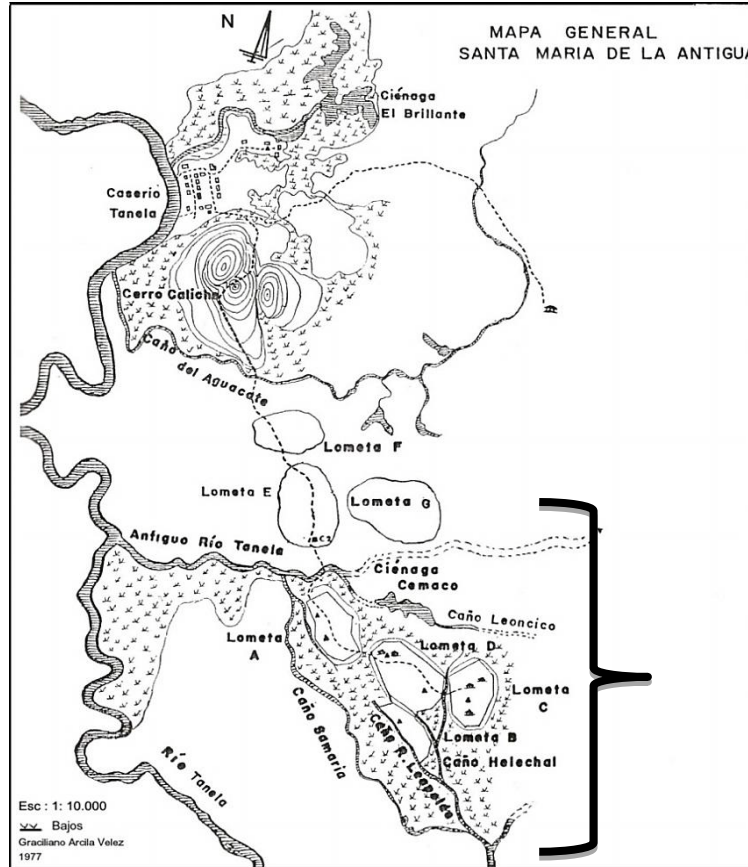 N
MAPA GENERAL
SANTA MARIA DE LA ANTIGUA
Ciénaga
El Brillante
Caserío
Tanela
Cerro Caliche
Caño
del Aguacate
Lometa F
Lometa E
Lometa G
Antiguo Río Tanela
Ciénaga
Cemaco
Caño Leoncico
Lometa
A
Lometa D
Lometa
C
Caño Samaria
Lometa B
Caño Helechal
Río
Tanela
Esc : 1: 10.000
Bajos
Graciliano Arcila Velez
1977